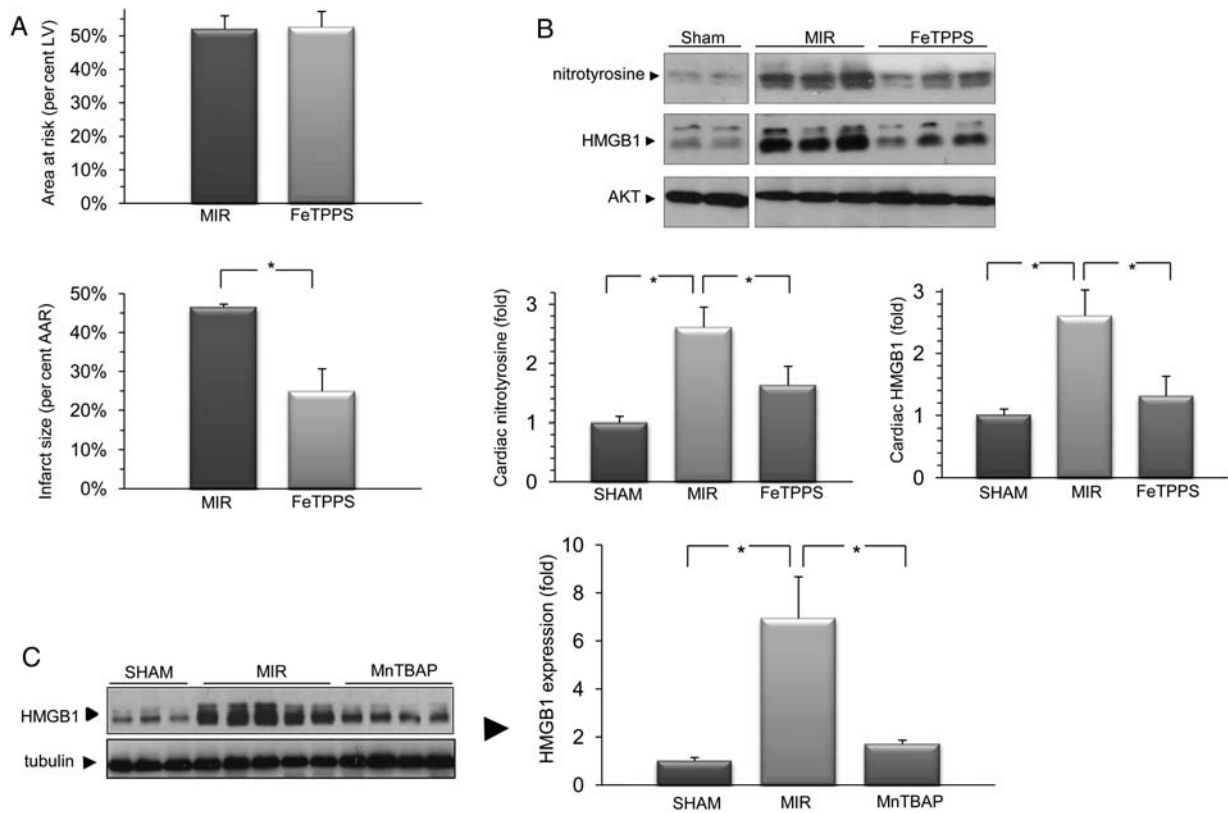 A
Area at risk (per cent LV)
50%
40%
30%
20%
10%
0%
MIR FeTPPS
*
Infarct size (per cent AAR)
50%
40%
30%
20%
10%
0%
MIR FeTPPS
B
Sham MIR FeTPPS
nitrotyrosine
HMGB1
AKT
* *
Cardiac nitrotyrosine (fold)
3
2
1
0
SHAM MIR FeTPPS
* *
Cardiac HMGB1 (fold)
3
2
1
0
SHAM MIR FeTPPS
C
SHAM MIR MnTBAP
HMGB1
tubulin
* *
HMGB1 expression (fold)
10
8
6
4
2
0
SHAM MIR MnTBAP